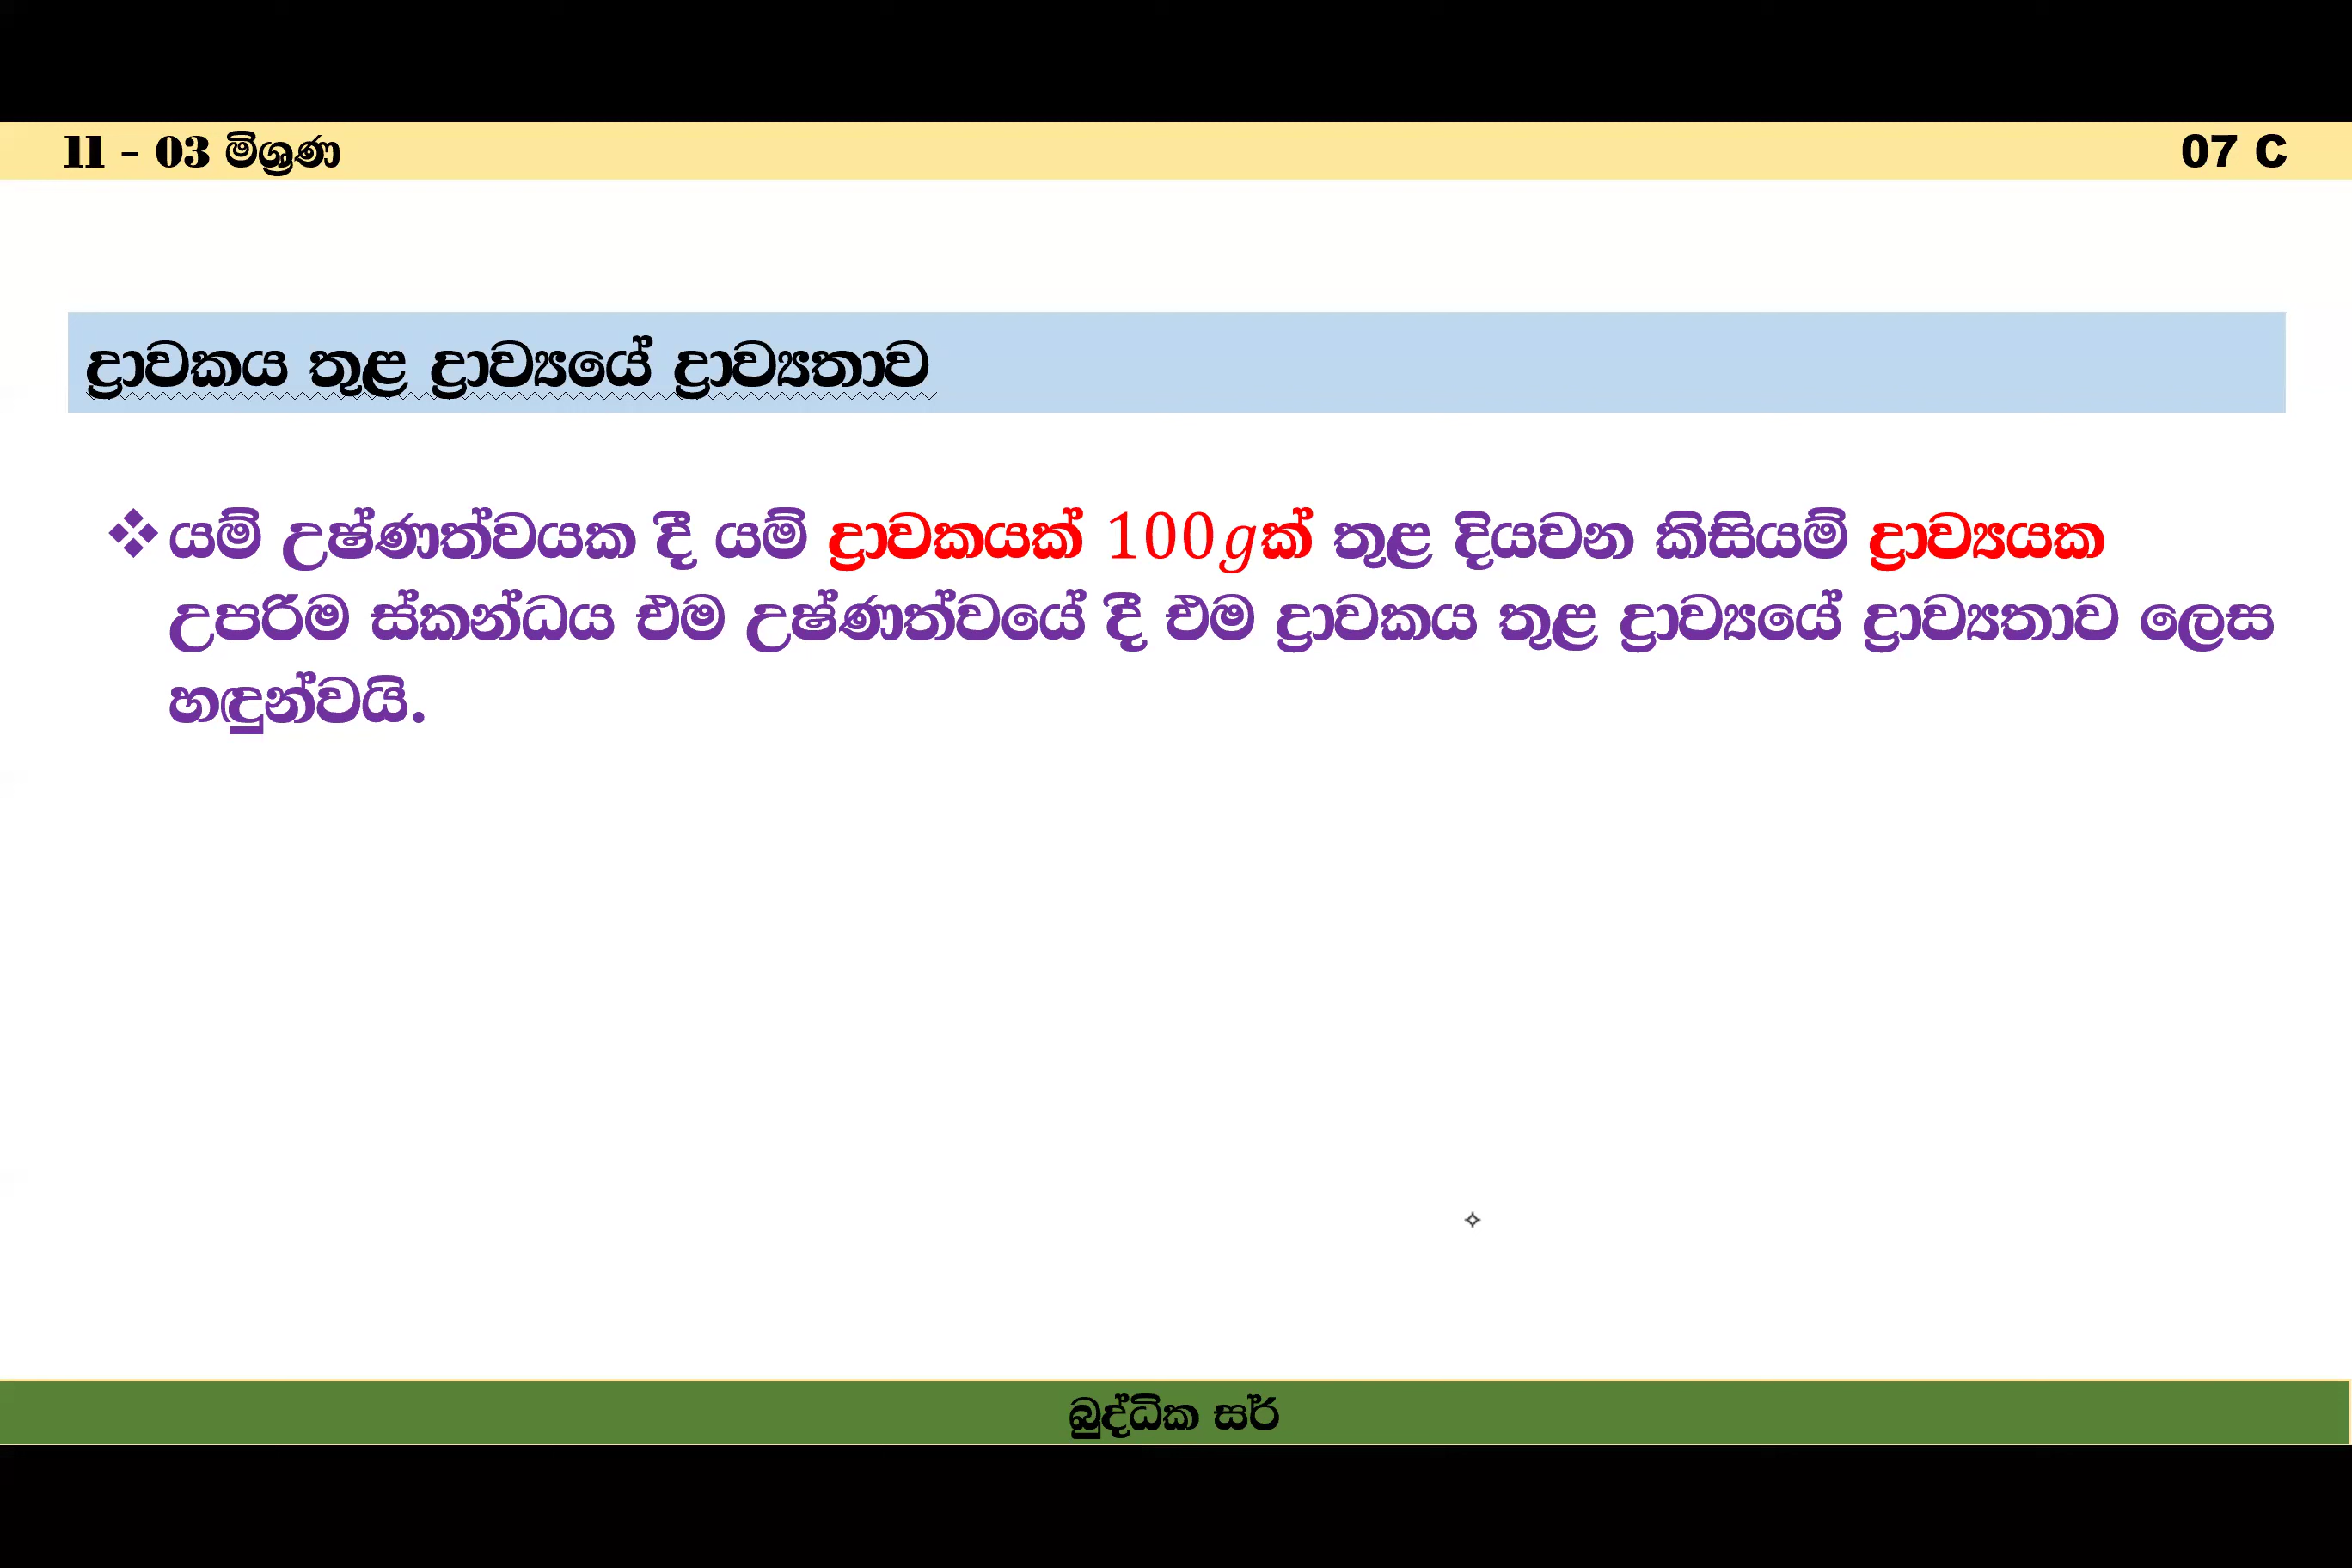 11 - 03 මිශ්‍රණ
07 C
ද්‍රාවකය තුළ ද්‍රාව්‍යයේ ද්‍රාව්‍යතාව
❖යම් උෂ්ණත්වයක දී යම් ද්‍රාවකයක් 100gක් තුළ දියවන කිසියම් ද්‍රාව්‍යයක
උපරිම ස්කන්ධය එම උෂ්ණත්වයේ දී එම ද්‍රාවකය තුළ ද්‍රාව්‍යයේ ද්‍රාව්‍යතාව ලෙස
හඳුන්වයි.
බුද්ධික සර්